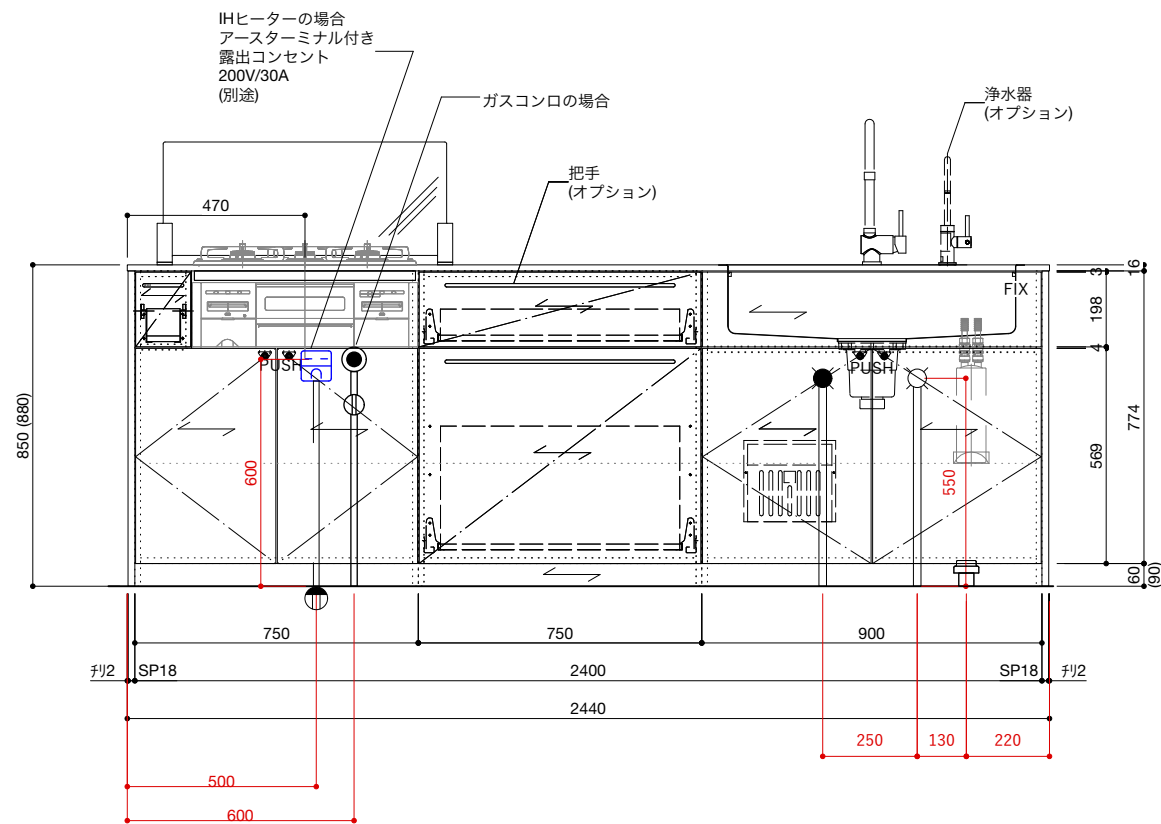 IHヒーターの場合
アースターミナル付き
露出コンセント
200V/30A
(別途)
ガスコンロの場合
浄水器
(オプション)
把手
(オプション)
470
16
3
FIX
198
4
PUSH
PUSH
850 (880)
774
569
600
550
60
(90)
750
750
900
チリ2
SP18
2400
SP18
チリ2
2440
250
130
220
500
600